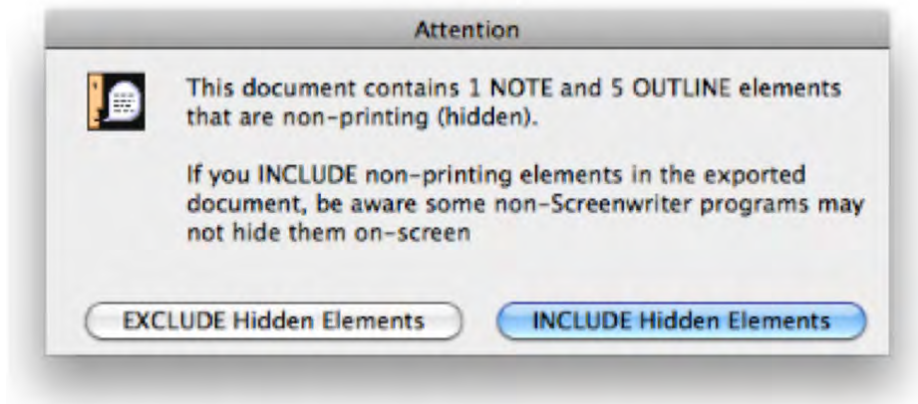 Attention
This document contains 1 NOTE and 5 OUTLINE elements
that are non-printing (hidden).
If you INCLUDE non-printing elements in the exported
document, be aware some non-Screenwriter programs may
not hide them on-screen
EXCLUDE Hidden Elements
INCLUDE Hidden Elements